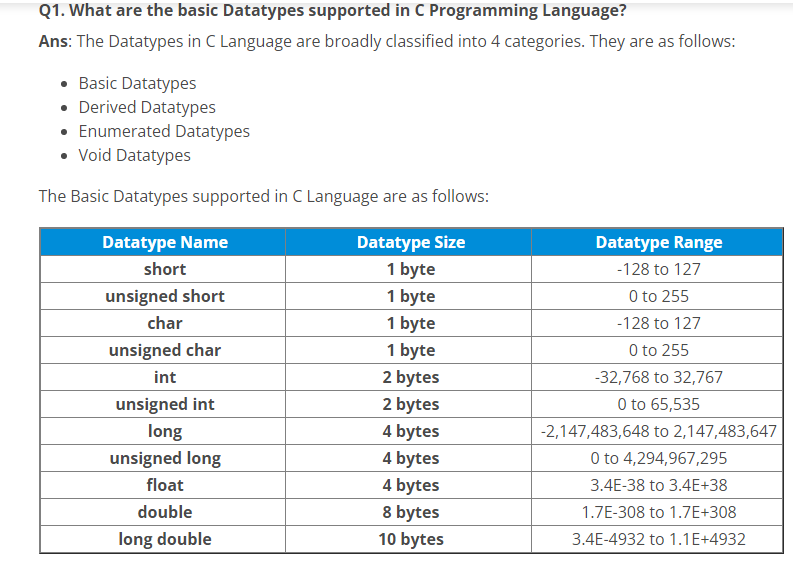 Q1. What are the basic Datatypes supported in C Programming Language?
Ans: The Datatypes in C Language are broadly classified into 4 categories. They are as follows:
• Basic Datatypes
• Derived Datatypes
• Enumerated Datatypes
• Void Datatypes
The Basic Datatypes supported in C Language are as follows:
Datatype Name Datatype Size Datatype Range
short 1 byte -128 to 127
unsigned short 1 byte 0 to 255
char 1 byte -128 to 127
unsigned char 1 byte 0 to 255
int 2 bytes -32,768 to 32,767
unsigned int 2 bytes 0 to 65,535
long 4 bytes -2,147,483,648 to 2,147,483,647
unsigned long 4 bytes 0 to 4,294,967,295
float 4 bytes 3.4E-38 to 3.4E+38
double 8 bytes 1.7E-308 to 1.7E+308
long double 10 bytes 3.4E-4932 to 1.1E+4932